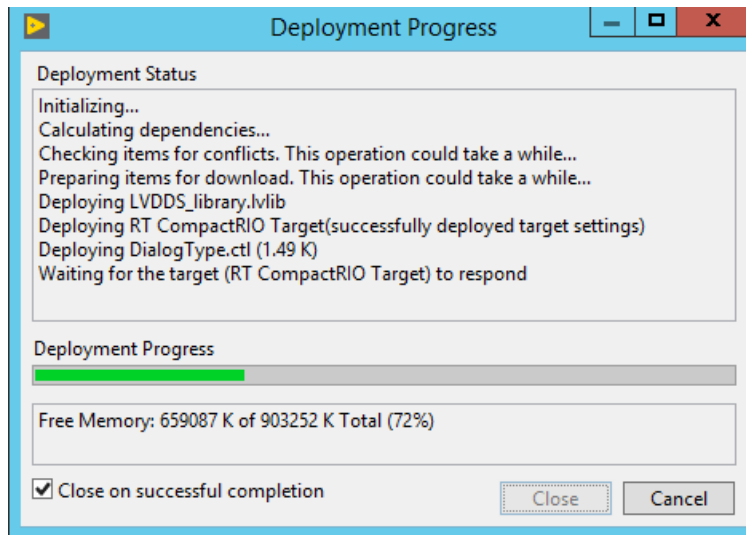 Deployment Progress
Deployment Status
Initializing...
Calculating dependencies...
Checking items for conflicts. This operation could take a while...
Preparing items for download. This operation could take a while...
Deploying LVDDS_library.lvlib
Deploying RT CompactRIO Target(successfully deployed target settings)
Deploying DialogType.ctl (1.49 K)
Waiting for the target (RT CompactRIO Target) to respond
Deployment Progress
Free Memory: 659087 K of 903252 K Total (72%)
Close on successful completion
Close
Cancel